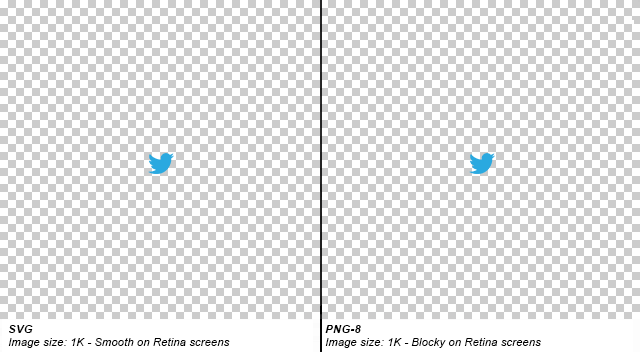 SVG
Image size: 1K - Smooth on Retina screens
PNG-8
Image size: 1K - Blocky on Retina screens